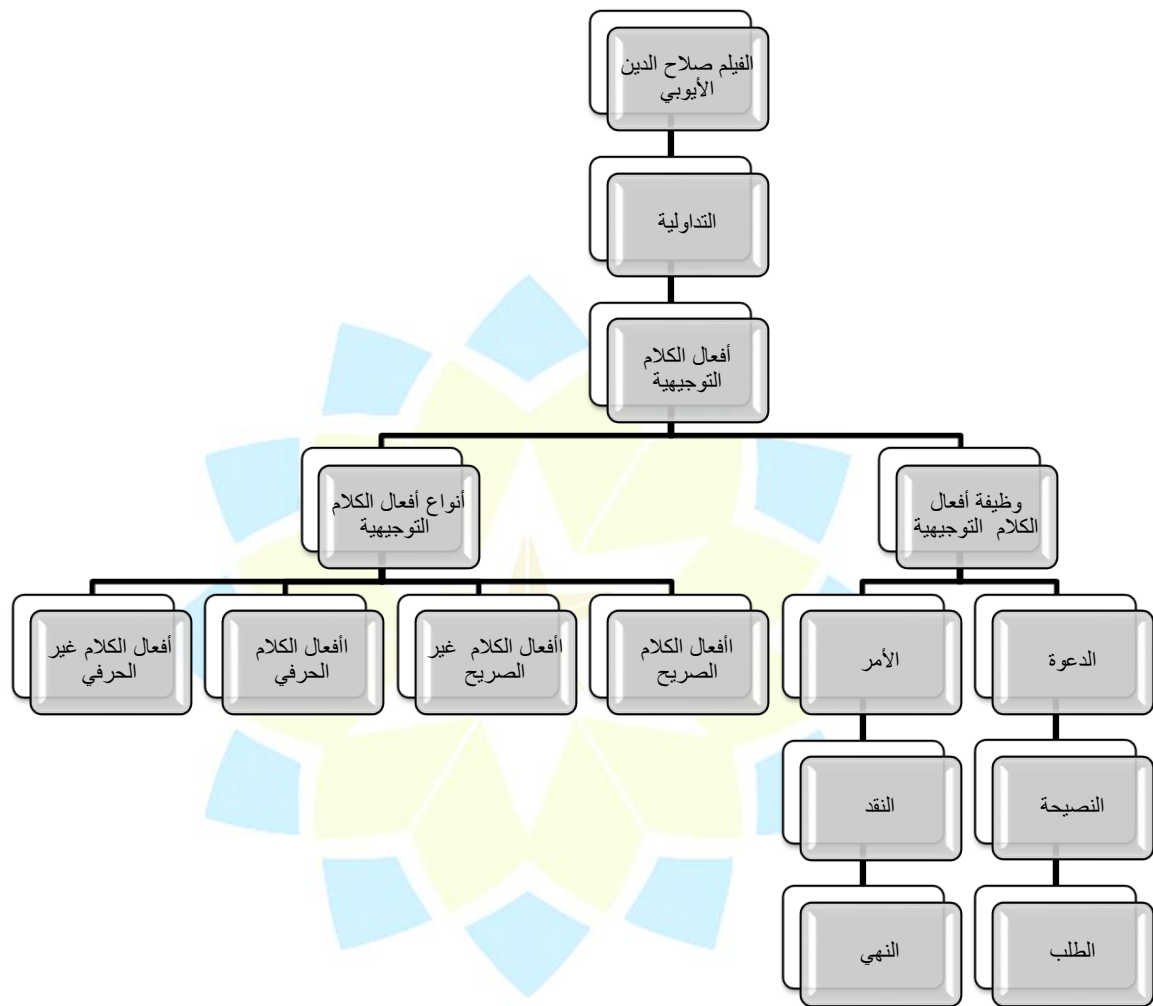 الفيلم صلاح الدين
الأيوبي
التداولية
أفعال الكلام
التوجيهية
وظيفة أفعال
الكلام التوجيهية
أنواع أفعال الكلام
التوجيهية
الدعوة
الأمر
اأفعال الكلام
الصريح
اأفعال الكلام غير
الصريح
اأفعال الكلام
الحرفي
أفعال الكلام غير
الحرفي
النصيحة
النقد
الطلب
النهي